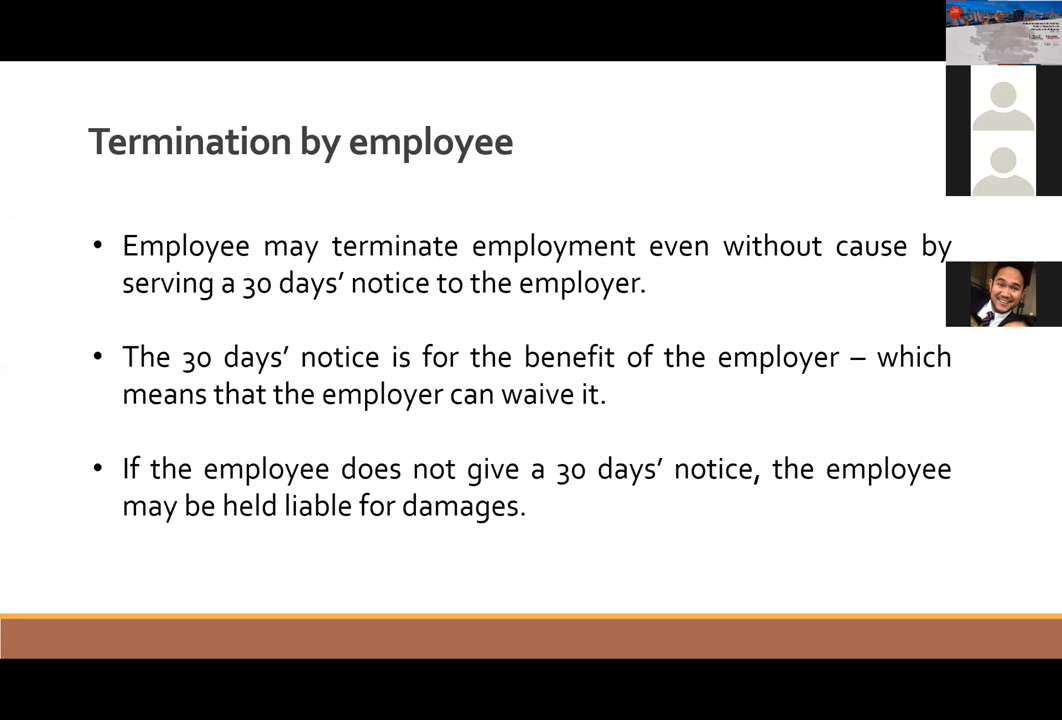 Termination by employee
• Employee may terminate employment even without cause by
serving a 30 days’ notice to the employer.
• The 30 days’ notice is for the benefit of the employer – which
means that the employer can waive it.
• If the employee does not give a 30 days’ notice, the employee
may be held liable for damages.